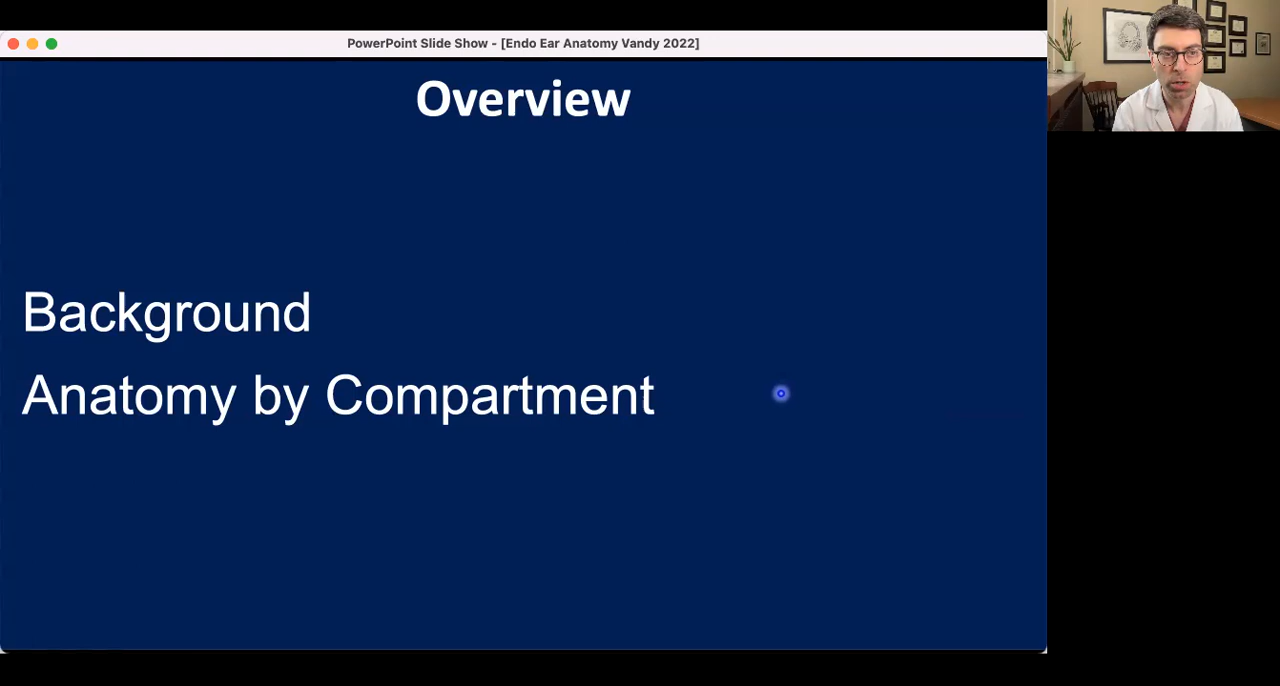 PowerPoint Slide Show - [Endo Ear Anatomy Vandy 2022]
Overview
Background
Anatomy by Compartment